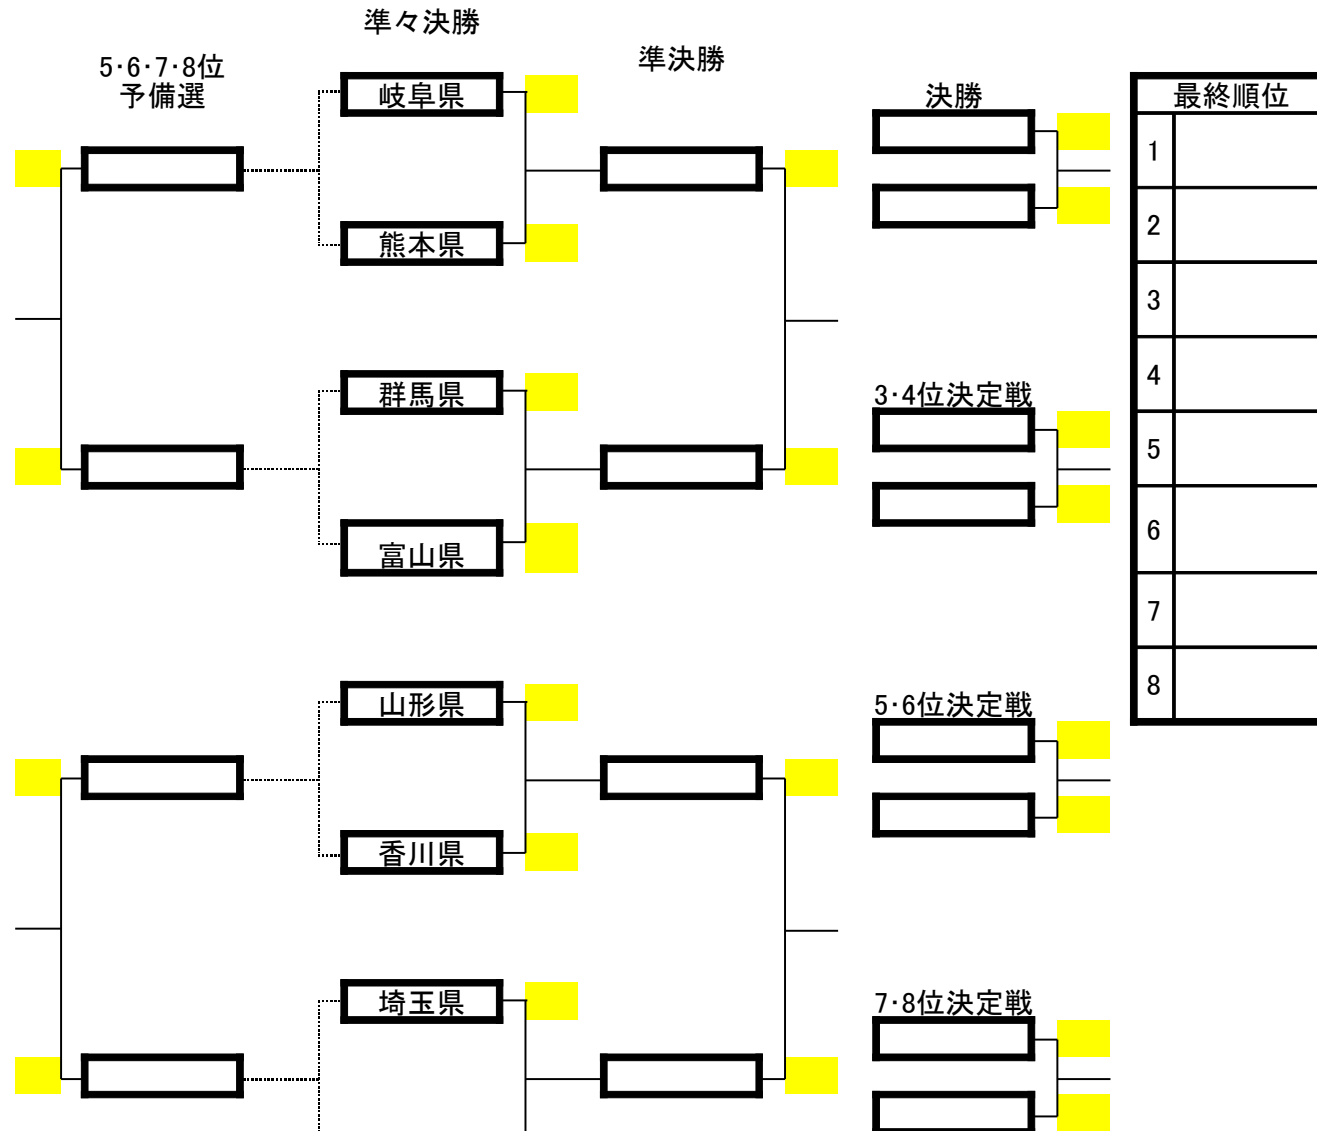 準々決勝
5・6・7・8位
予備選
準決勝
決勝
最終順位
岐阜県
熊本県
群馬県
富山県
山形県
香川県
埼玉県
3・4位決定戦
5・6位決定戦
7・8位決定戦
1
2
3
4
5
6
7
8